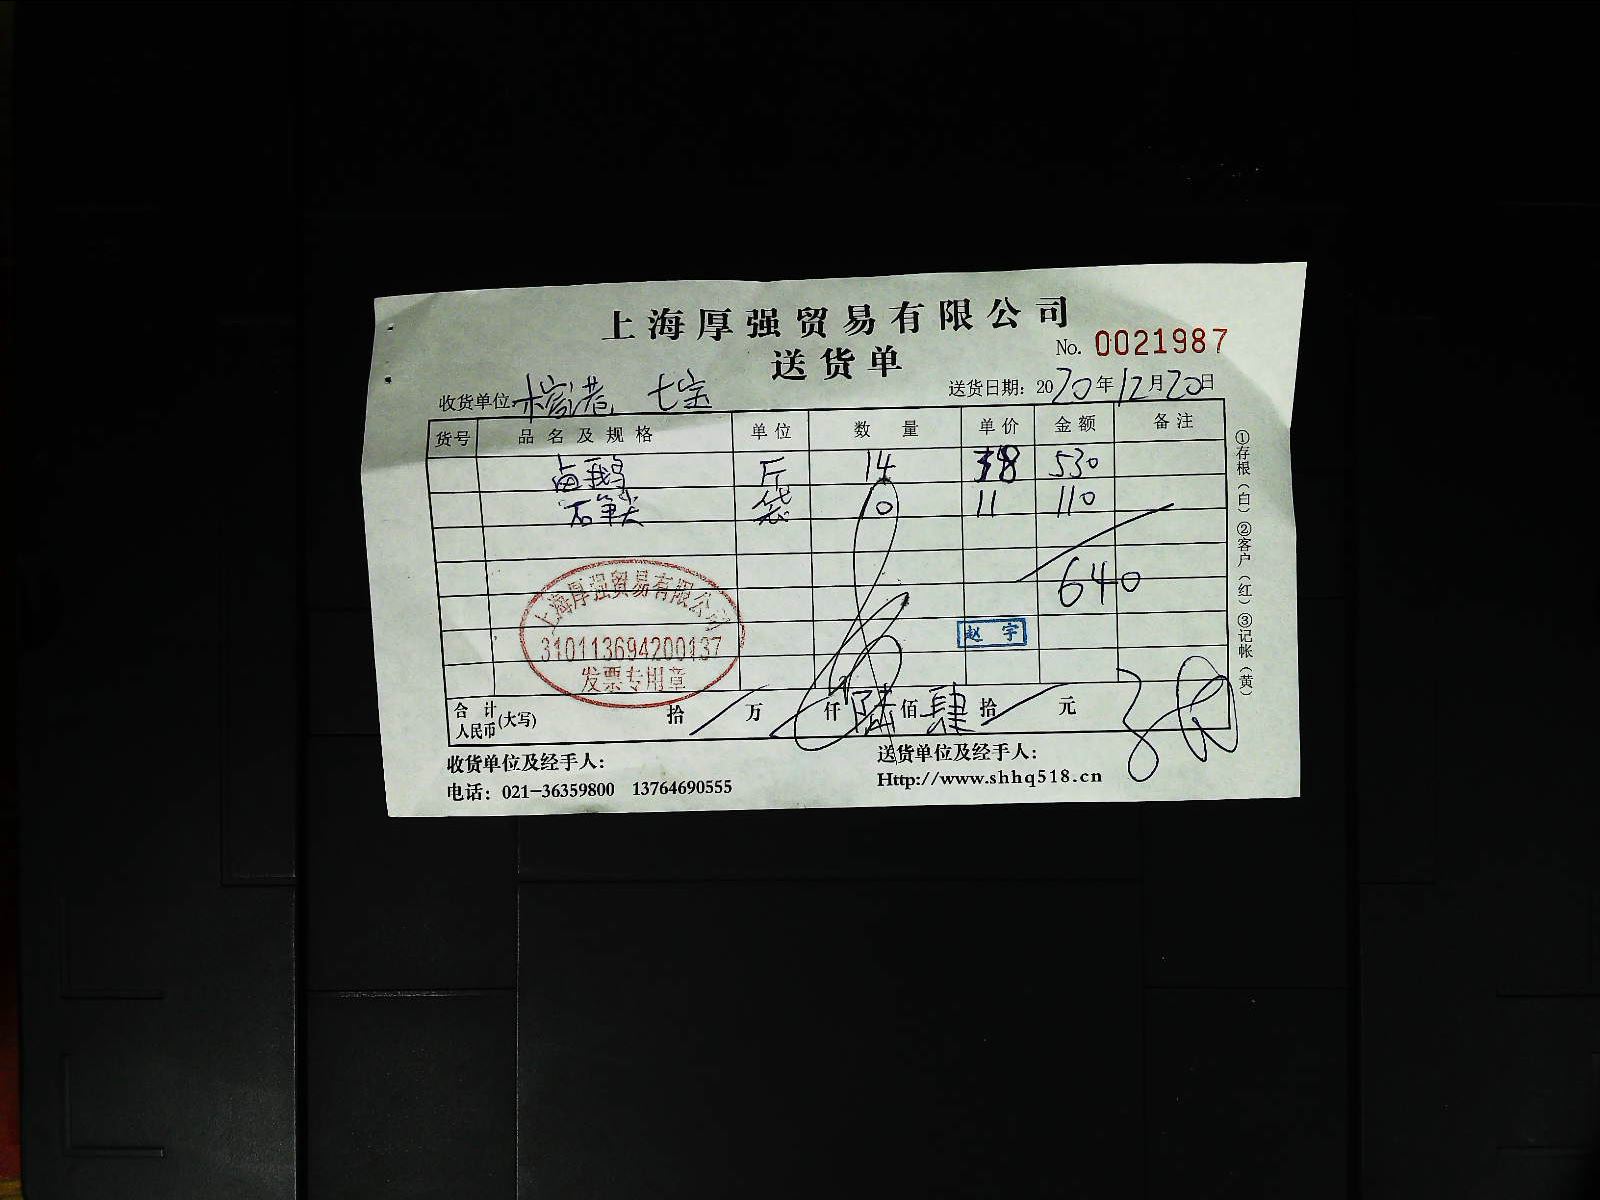 上海厚强贸易有限公司
送货单
No. 0021987
收货单位: 七宝
送货日期: 2020年12月20日
货号 品名及规格 单位 数量 单价 金额 备注
卤鹅 斤 14 38 530
石 袋 10 11 110
640
上海厚强贸易有限公司
310113694200137
发票专用章
赵宇
合计人民币(大写) 拾 万 仟 陆 佰 肆 拾 元
收货单位及经手人:
送货单位及经手人:
电话: 021-36359800 13764690555
Http://www.shhq518.cn
①存根(白)②客户(红)③记帐(黄)